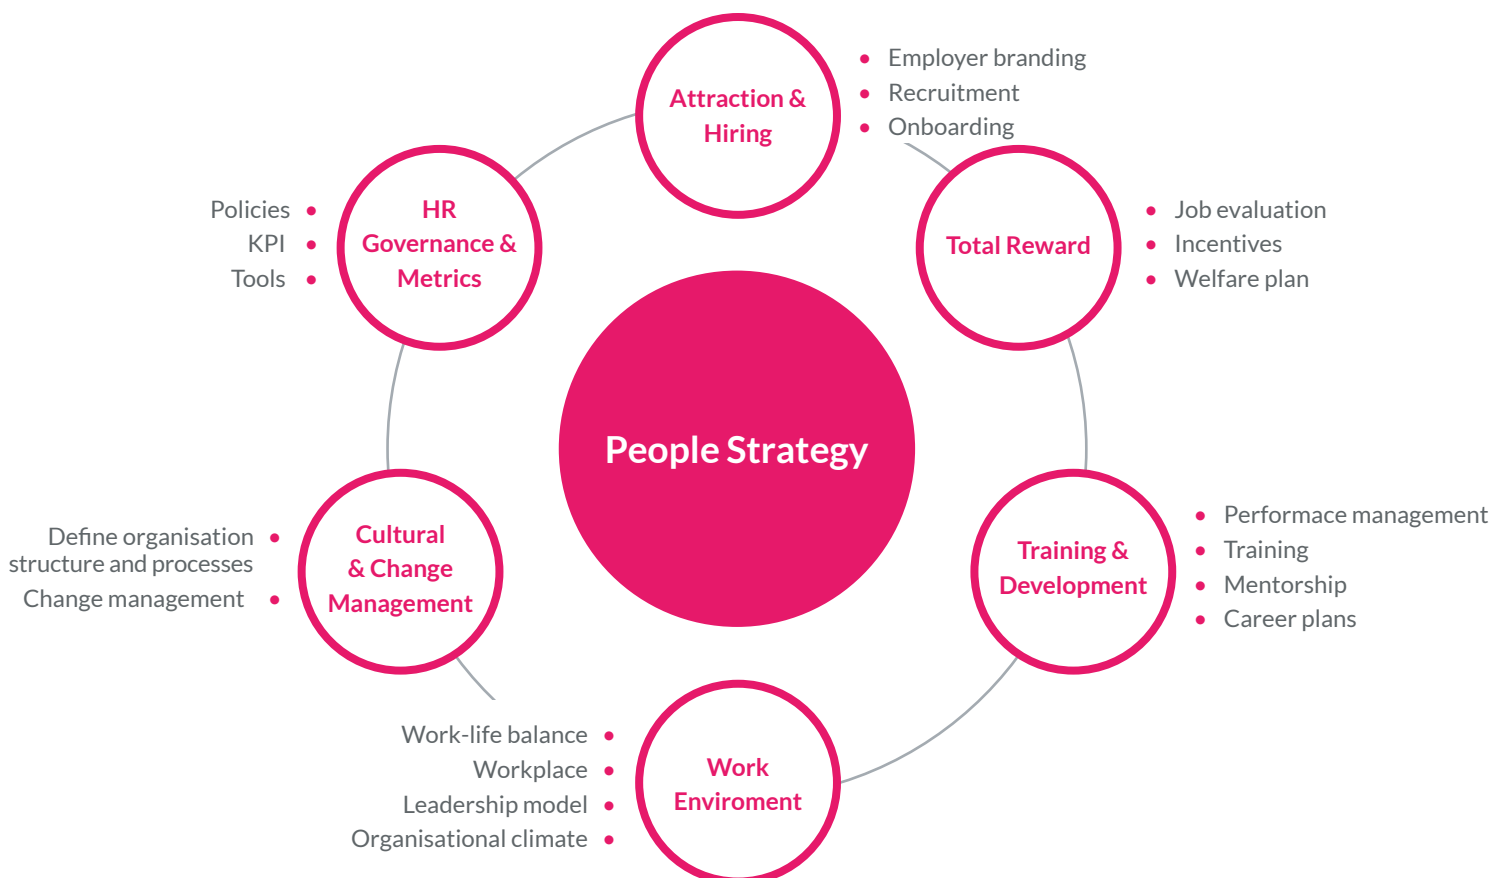 Attraction &
Hiring
• Employer branding
• Recruitment
• Onboarding
Total Reward
• Job evaluation
• Incentives
• Welfare plan
Training &
Development
• Performace management
• Training
• Mentorship
• Career plans
Work
Enviroment
Work-life balance •
Workplace •
Leadership model •
Organisational climate •
Cultural
& Change
Management
Define organisation •
structure and processes
Change management •
HR
Governance &
Metrics
Policies •
KPI •
Tools •
People Strategy